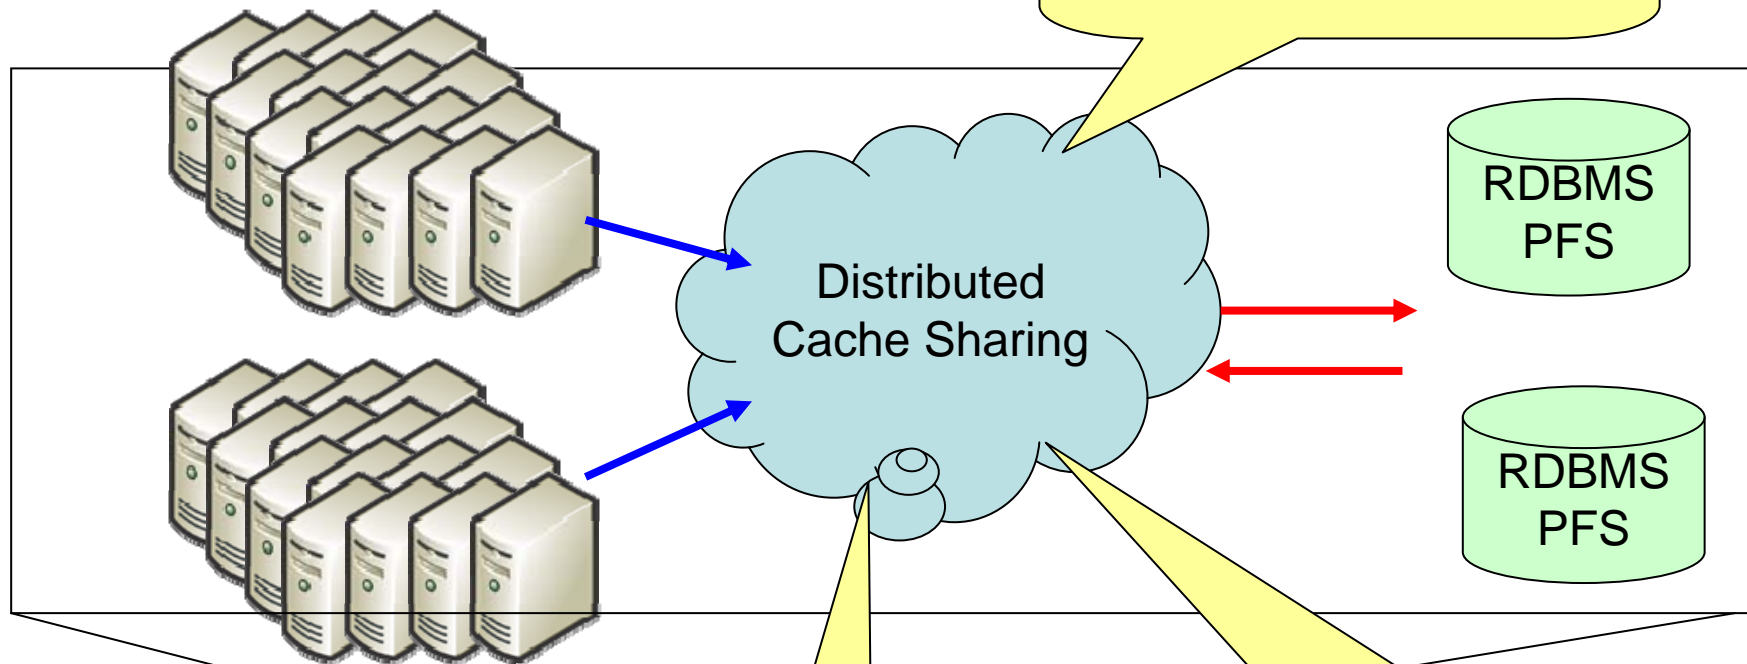 Distributed
Cache Sharing
RDBMS
PFS
RDBMS
PFS